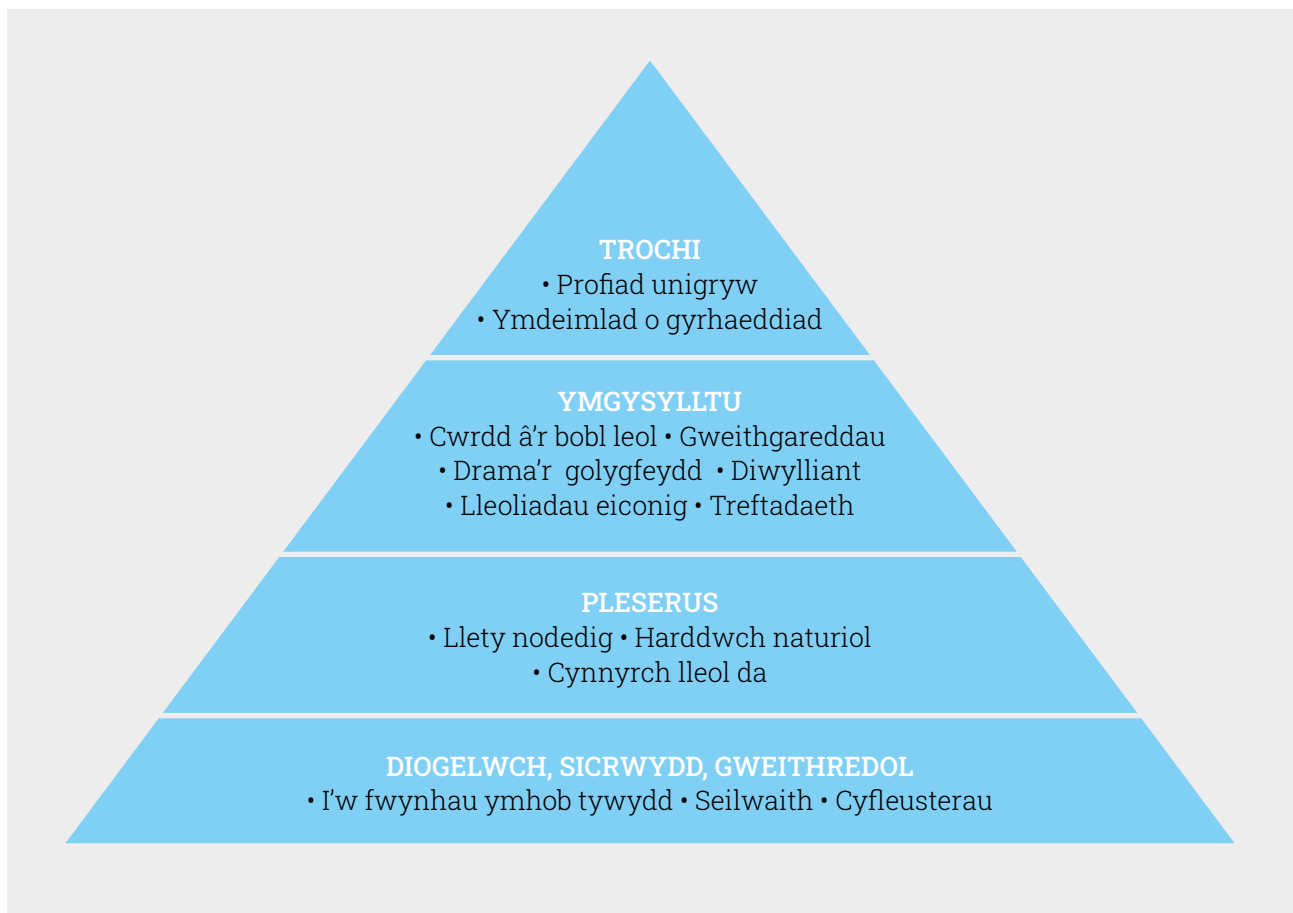 TROCHI
• Profiad unigryw
• Ymdeimlad o gyrhaeddiad
YMGYSYLLTU
• Cwrdd â'r bobl leol • Gweithgareddau
• Drama'r golygfeydd • Diwylliant
• Lleoliadau eiconig • Treftadaeth
PLESERUS
• Llety nodedig • Harddwch naturiol
• Cynnyrch lleol da
DIOGELWCH, SICRWYDD, GWEITHREDOL
• I'w fwynhau ymhob tywydd • Seilwaith • Cyfleusterau